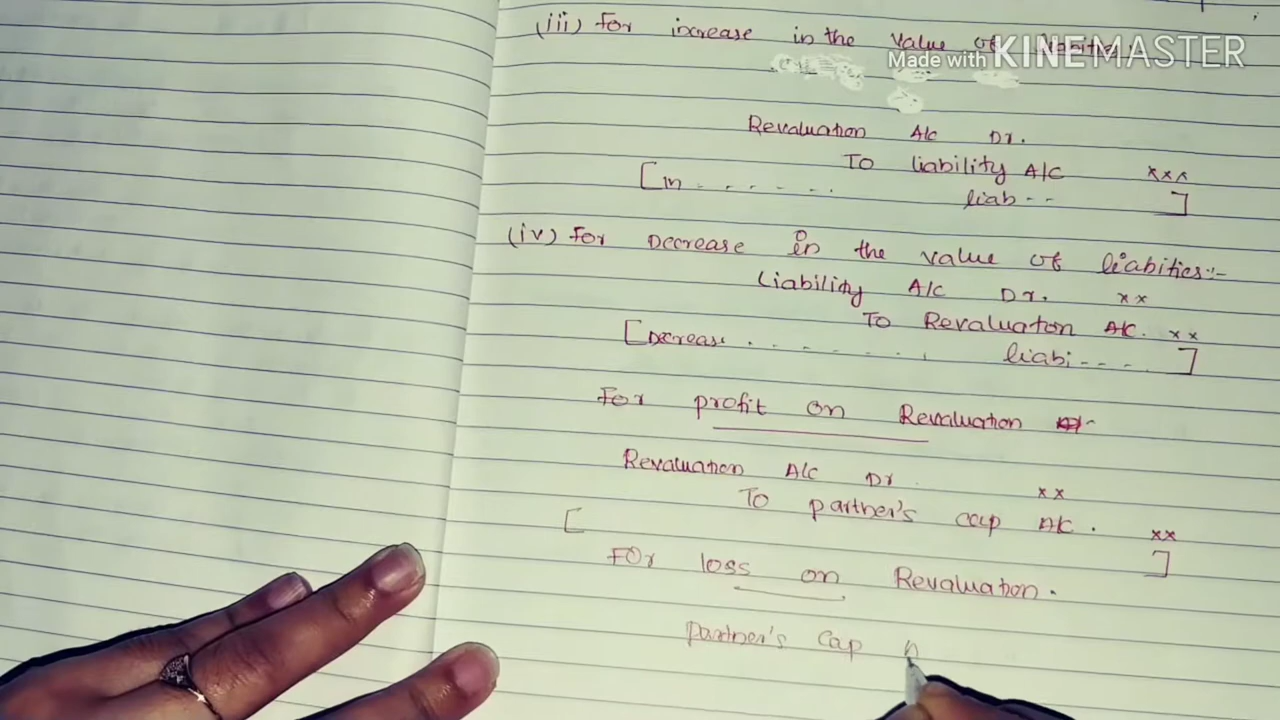 (iii) For increase in the value of
Made with KINEMASTER
Revaluation A/c Dr.
To liability A/c xxx
[In . . . . . . liab - - ]
(iv) For Decrease in the value of liabities:-
Liability A/c Dr. xx
To Revaluaton A/c. xx
[Decrease . . . . . . . liabi - - - - ]
For profit on Revaluation -
Revaluation A/c Dr. xx
To partner's cap A/c. xx
[ ]
For loss on Revaluation.
partner's Cap